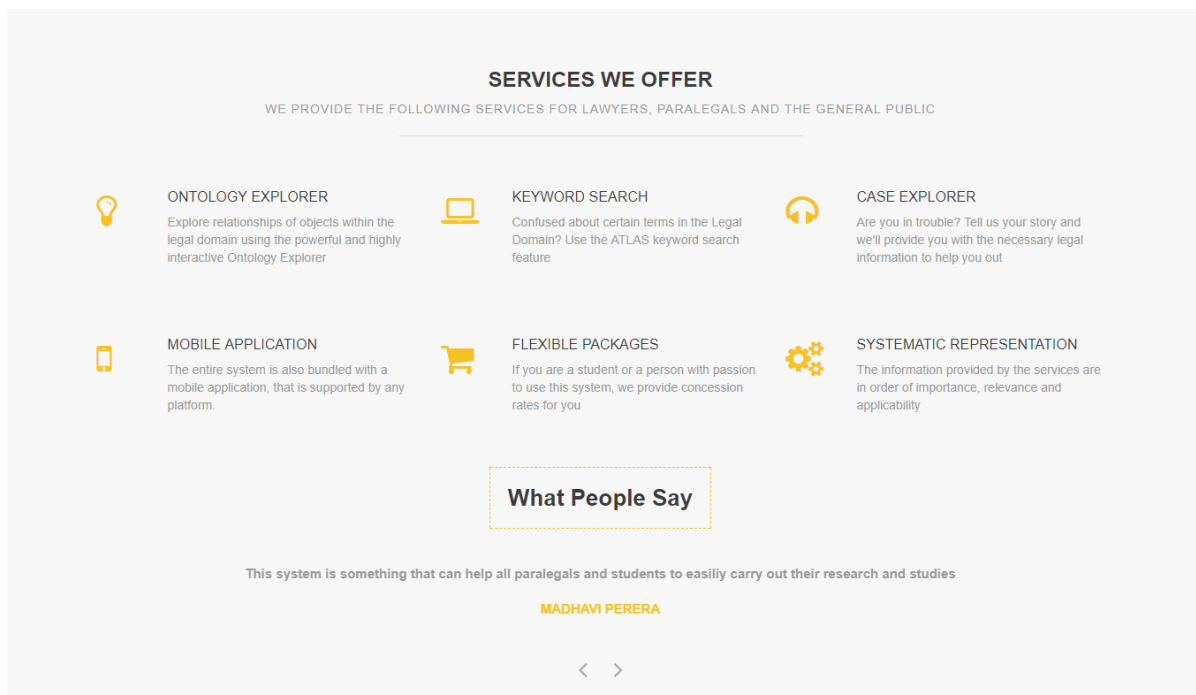 SERVICES WE OFFER
WE PROVIDE THE FOLLOWING SERVICES FOR LAWYERS, PARALEGALS AND THE GENERAL PUBLIC
ONTOLOGY EXPLORER
Explore relationships of objects within the
legal domain using the powerful and highly
interactive Ontology Explorer
KEYWORD SEARCH
Confused about certain terms in the Legal
Domain? Use the ATLAS keyword search
feature
CASE EXPLORER
Are you in trouble? Tell us your story and
we'll provide you with the necessary legal
information to help you out
MOBILE APPLICATION
The entire system is also bundled with a
mobile application, that is supported by any
platform.
FLEXIBLE PACKAGES
If you are a student or a person with passion
to use this system, we provide concession
rates for you
SYSTEMATIC REPRESENTATION
The information provided by the services are
in order of importance, relevance and
applicability
What People Say
This system is something that can help all paralegals and students to easiliy carry out their research and studies
MADHAVI PERERA